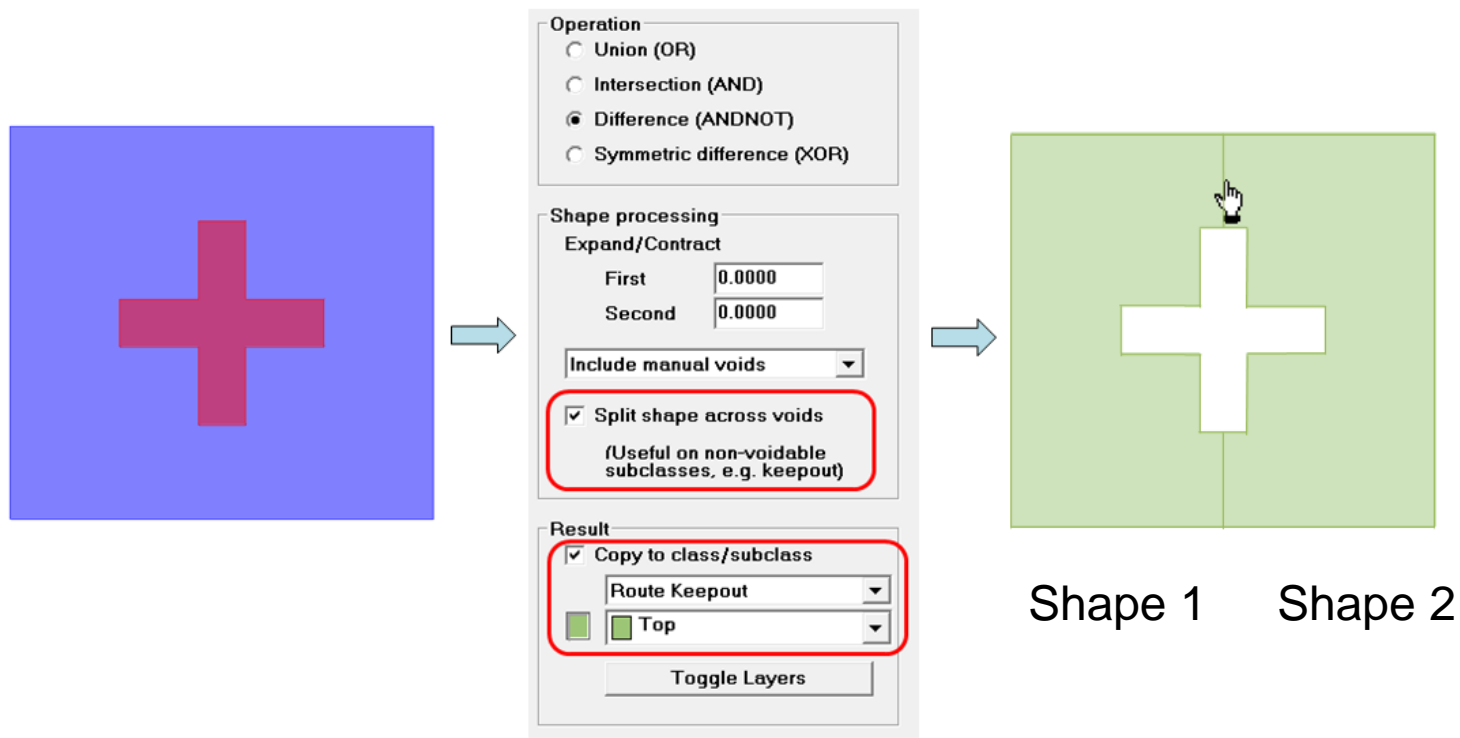 Operation
Union (OR)
Intersection (AND)
Difference (ANDNOT)
Symmetric difference (XOR)
Shape processing
Expand/Contract
First 0.0000
Second 0.0000
Include manual voids
Split shape across voids
(Useful on non-voidable
subclasses, e.g. keepout)
Result
Copy to class/subclass
Route Keepout
Top
Toggle Layers
Shape 1 Shape 2